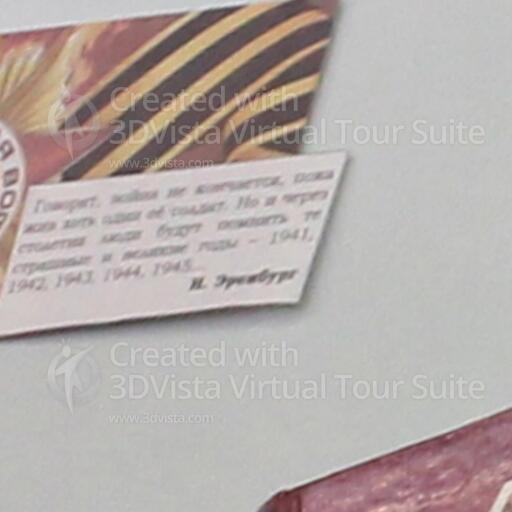 Я ВОЙ
Created with
3DVista Virtual Tour Suite
www.3dvista.com
Говорят, война не кончается, пока
жив хоть один её солдат. Но и через
столетия люди будут помнить те
страшные и великие годы – 1941,
1942, 1943, 1944, 1945...
И. Эренбург
Created with
3DVista Virtual Tour Suite
www.3dvista.com